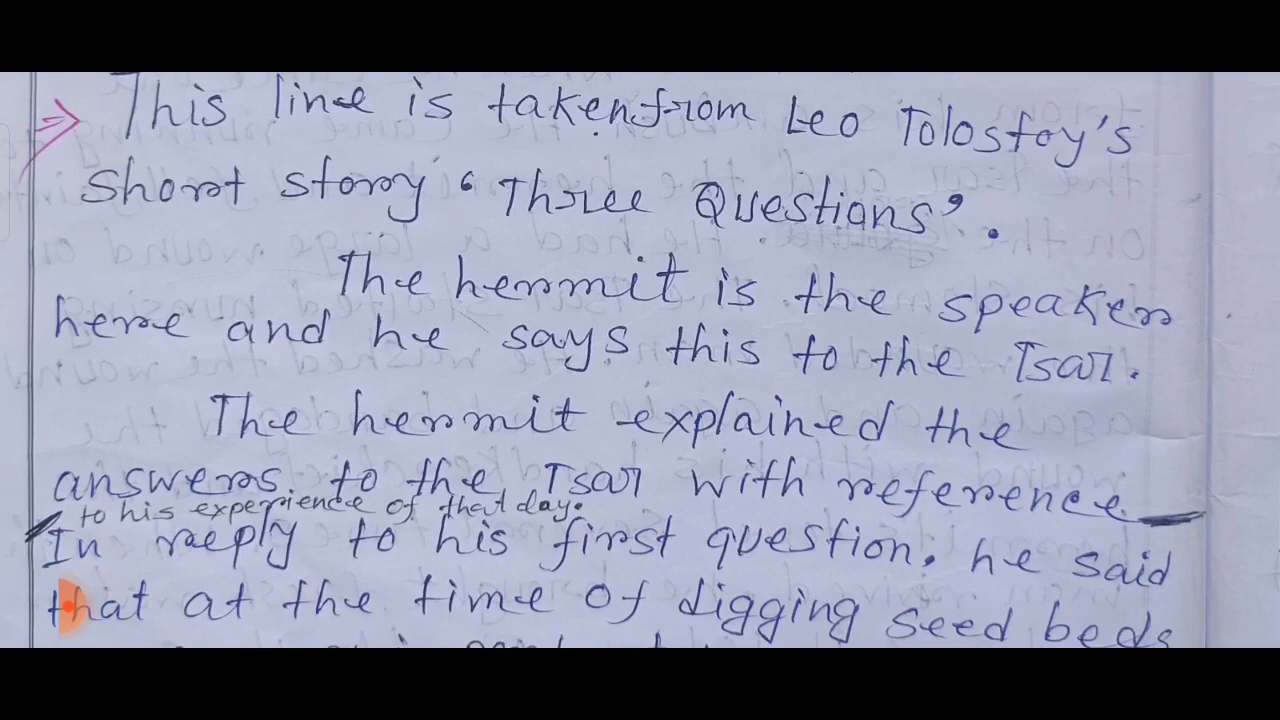 This line is taken from Leo Tolostoy's
Short story 'Three Questions'.
The hermit is the speaker
here and he says this to the Tsar.
The hermit explained the
answers to the Tsar with reference
to his experience of that day.
In reply to his first question, he said
that at the time of digging seed beds